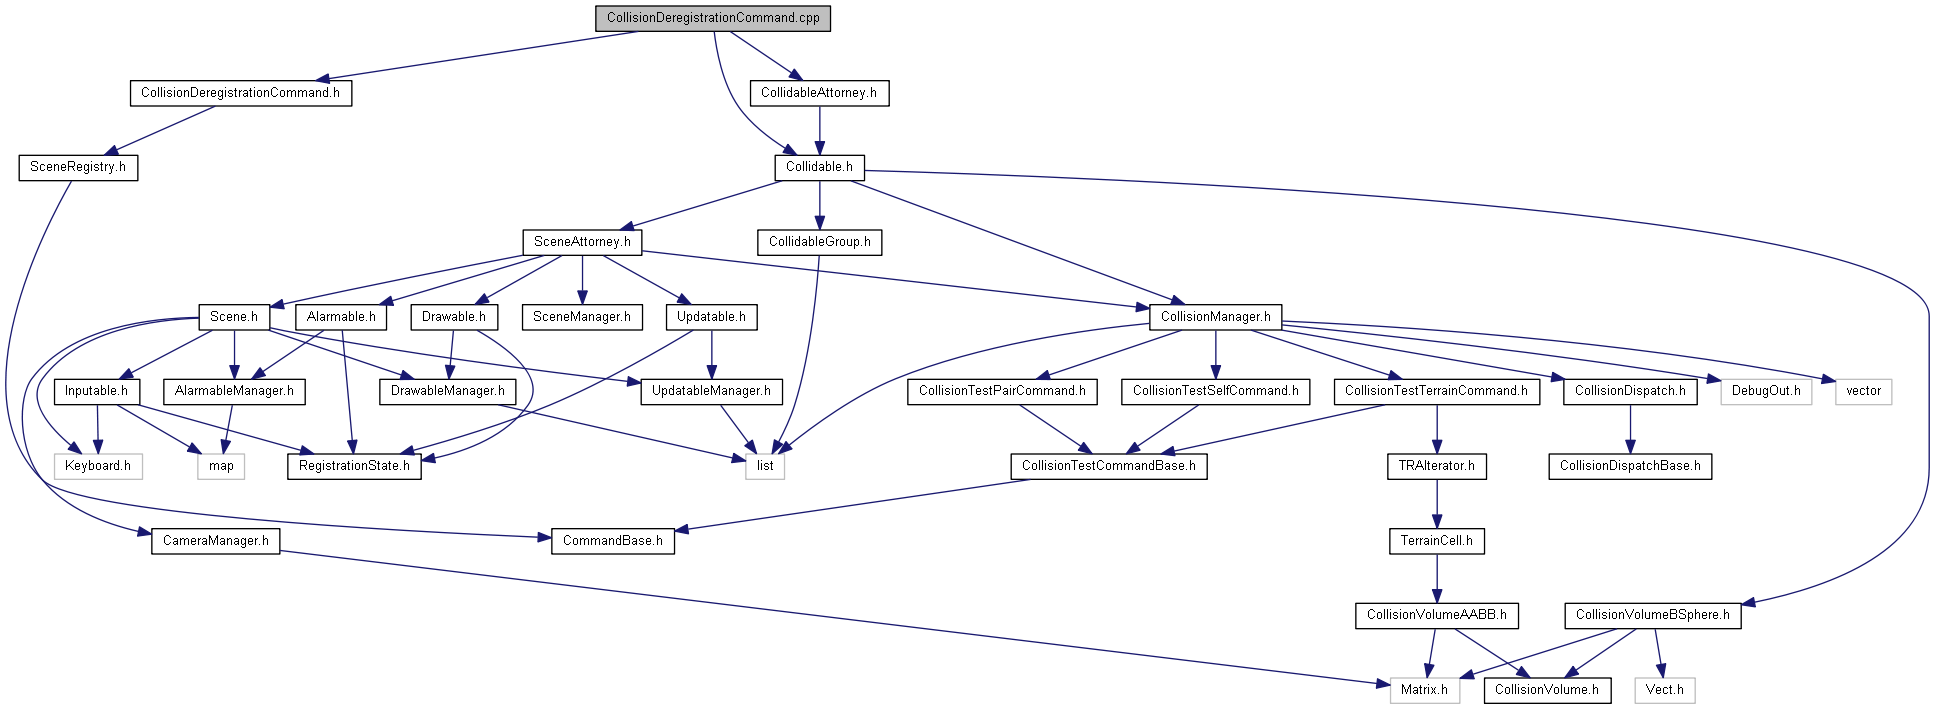 CollisionDeregistrationCommand.cpp
CollisionDeregistrationCommand.h
CollidableAttorney.h
SceneRegistry.h
Collidable.h
SceneAttorney.h
CollidableGroup.h
Scene.h
Alarmable.h
Drawable.h
SceneManager.h
Updatable.h
CollisionManager.h
Inputable.h
AlarmableManager.h
DrawableManager.h
UpdatableManager.h
CollisionTestPairCommand.h
CollisionTestSelfCommand.h
CollisionTestTerrainCommand.h
CollisionDispatch.h
DebugOut.h
vector
Keyboard.h
map
RegistrationState.h
list
CollisionTestCommandBase.h
TRAIterator.h
CollisionDispatchBase.h
CameraManager.h
CommandBase.h
TerrainCell.h
CollisionVolumeAABB.h
CollisionVolumeBSphere.h
Matrix.h
CollisionVolume.h
Vect.h